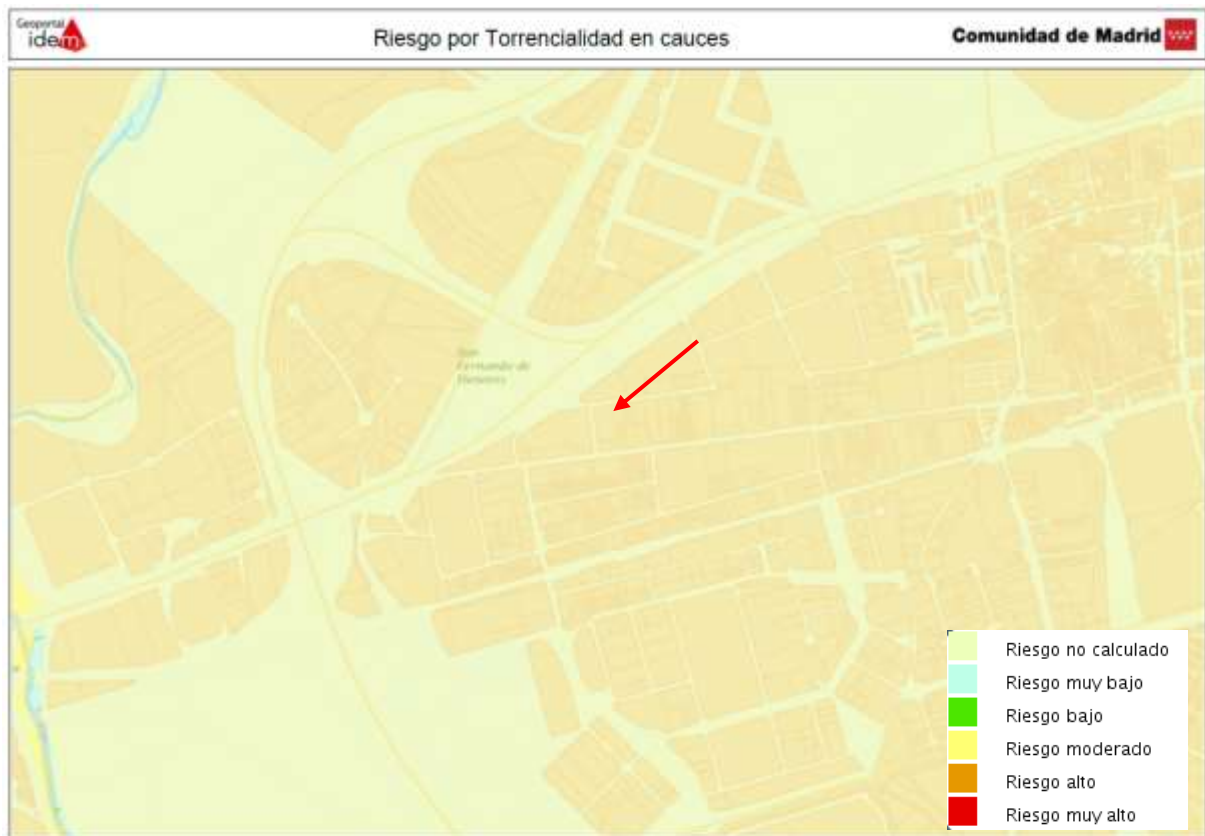 Geoportal
idem
Riesgo por Torrencialidad en cauces
Comunidad de Madrid
San
Fernando de
Henares
Riesgo no calculado
Riesgo muy bajo
Riesgo bajo
Riesgo moderado
Riesgo alto
Riesgo muy alto